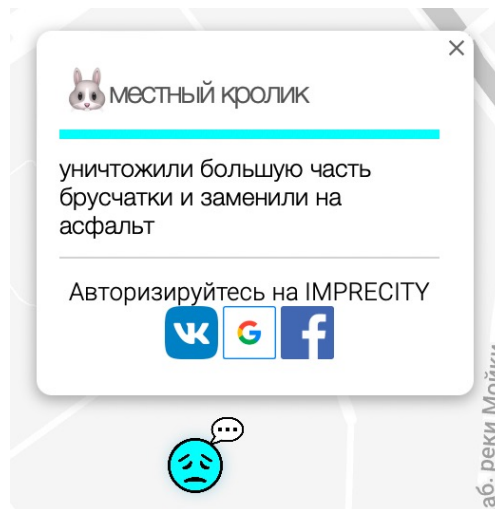 местный кролик
уничтожили большую часть
брусчатки и заменили на
асфальт
Авторизируйтесь на IMPRECITY
G
f
аб. реки Мойки